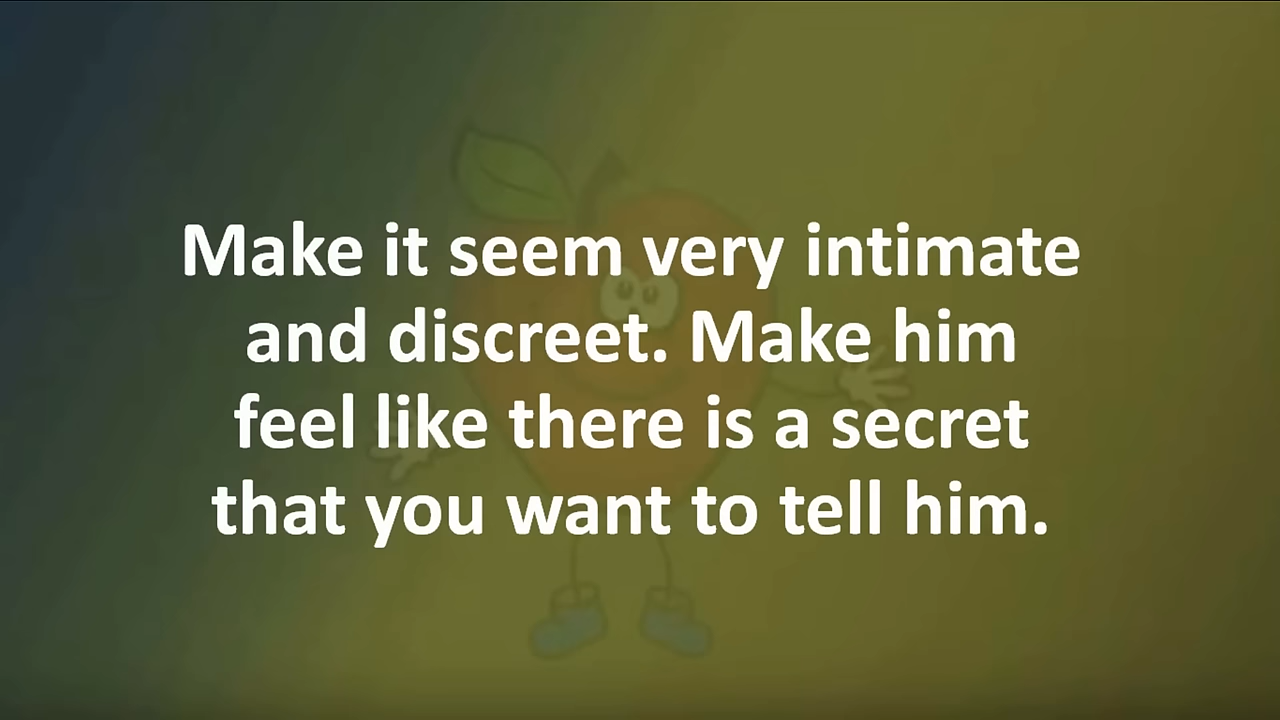 Make it seem very intimate
and discreet. Make him
feel like there is a secret
that you want to tell him.